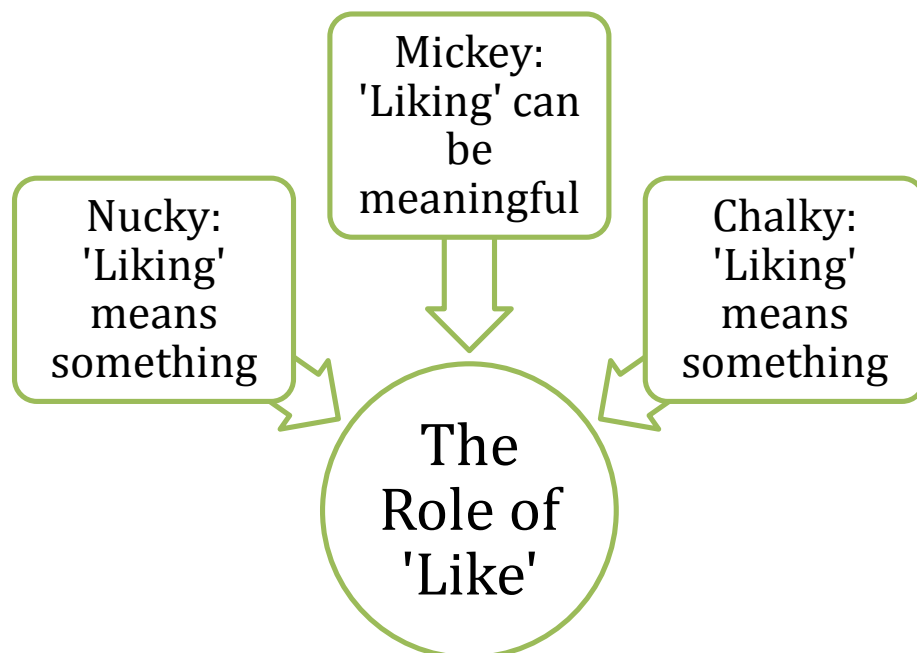 Mickey:
'Liking' can
be
meaningful
Nucky:
'Liking'
means
something
Chalky:
'Liking'
means
something
The
Role of
'Like'